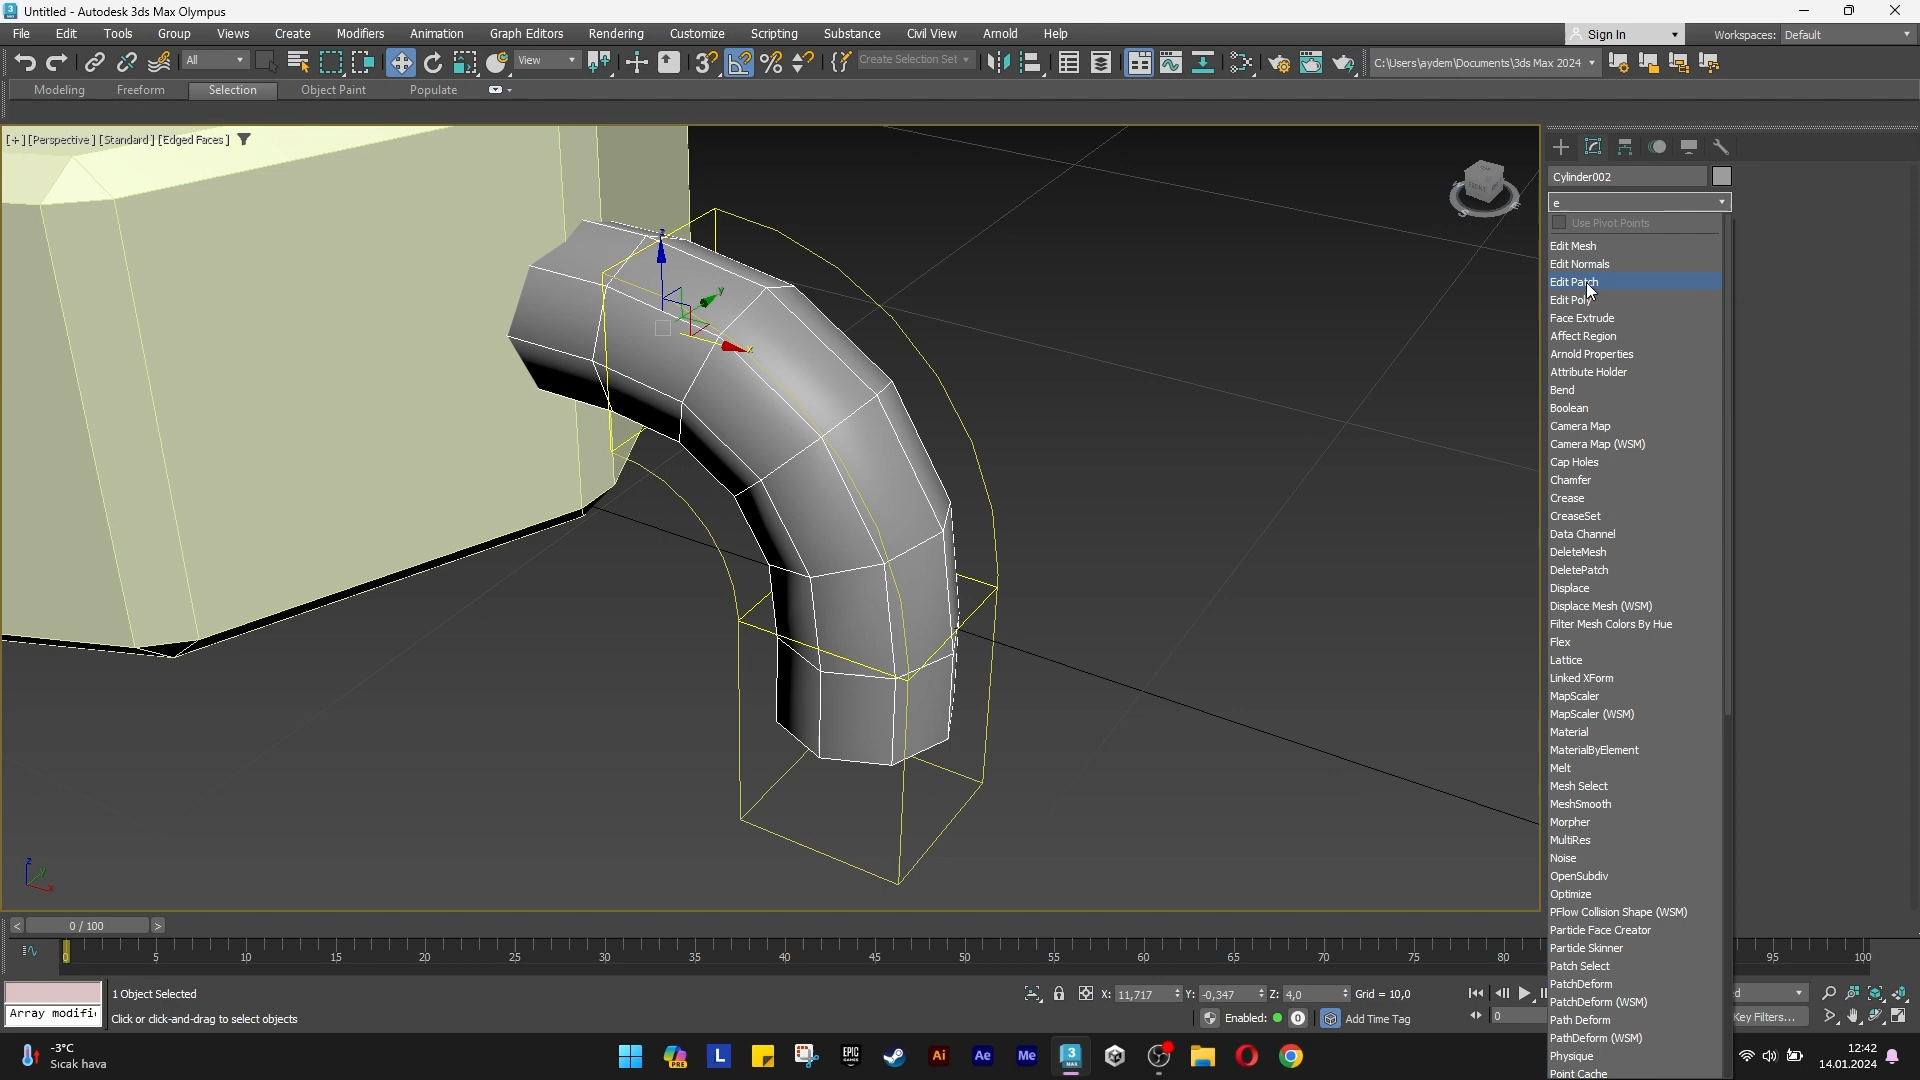 Untitled - Autodesk 3ds Max Olympus
File Edit Tools Group Views Create Modifiers Animation Graph Editors Rendering Customize Scripting Substance Civil View Arnold Help Sign In Workspaces: Default
All View Create Selection Set C:\Users\aydem\Documents\3ds Max 2024
Modeling Freeform Selection Object Paint Populate
[+] [Perspective] [Standard] [Edged Faces]
Cylinder002
e
Use Pivot Points
Edit Mesh
Edit Normals
Edit Patch
Edit Poly
Face Extrude
Affect Region
Arnold Properties
Attribute Holder
Bend
Boolean
Camera Map
Camera Map (WSM)
Cap Holes
Chamfer
Crease
CreaseSet
Data Channel
DeleteMesh
DeletePatch
Displace
Displace Mesh (WSM)
Filter Mesh Colors By Hue
Flex
Lattice
Linked XForm
MapScaler
MapScaler (WSM)
Material
MaterialByElement
Melt
Mesh Select
MeshSmooth
Morpher
MultiRes
Noise
OpenSubdiv
Optimize
PFlow Collision Shape (WSM)
Particle Face Creator
Particle Skinner
Patch Select
PatchDeform
PatchDeform (WSM)
Path Deform
PathDeform (WSM)
Physique
Point Cache
z
y
x
z
y
x
< 0 / 100 >
0 5 10 15 20 25 30 35 40 45 50 55 60 65 70 75 80 95 100
1 Object Selected X: 11,717 Y: -0,347 Z: 4,0 Grid = 10,0
Array modifi Click or click-and-drag to select objects Enabled: 0 Add Time Tag 0 Key Filters...
-3°C
Sıcak hava
12:42
14.01.2024